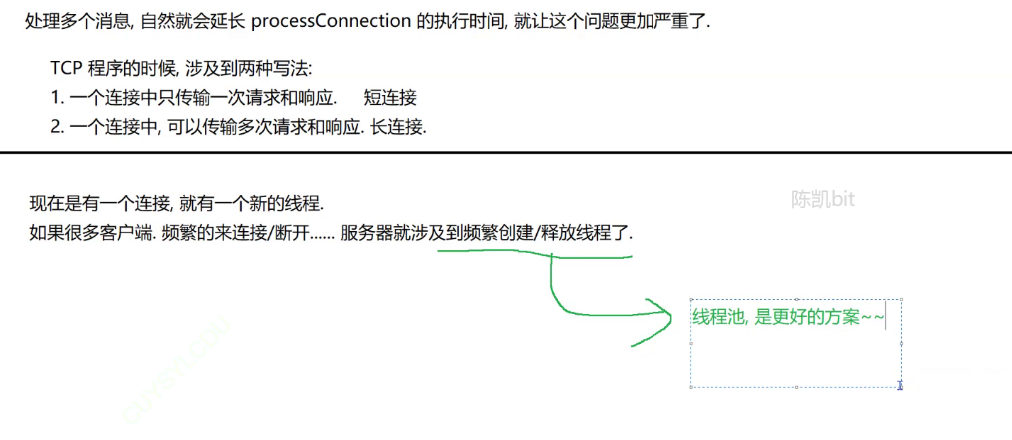 处理多个消息, 自然就会延长 processConnection 的执行时间, 就让这个问题更加严重了.
TCP 程序的时候, 涉及到两种写法:
1. 一个连接中只传输一次请求和响应. 短连接
2. 一个连接中, 可以传输多次请求和响应. 长连接.
现在是有一个连接, 就有一个新的线程.
陈凯bit
如果很多客户端. 频繁的来连接/断开...... 服务器就涉及到频繁创建/释放线程了.
线程池, 是更好的方案~~